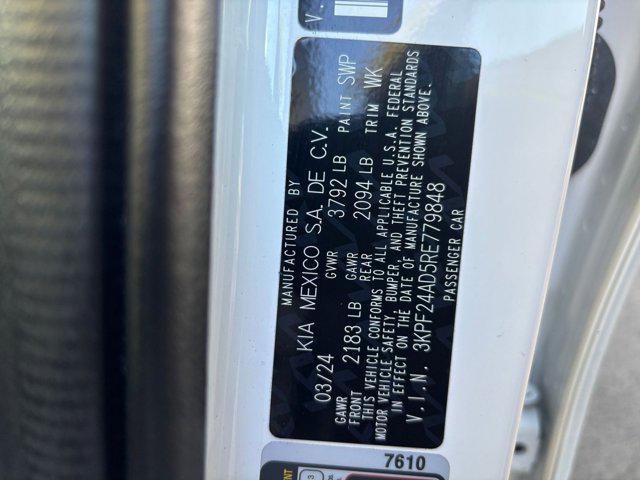 MANUFACTURED BY
KIA MEXICO S.A. DE C.V.
03/24 GVWR 3792 LB PAINT SWP
GAWR FRONT 2183 LB GAWR REAR 2094 LB TRIM WK
THIS VEHICLE CONFORMS TO ALL APPLICABLE U.S.A. FEDERAL
MOTOR VEHICLE SAFETY, BUMPER, AND THEFT PREVENTION STANDARDS
IN EFFECT ON THE DATE OF MANUFACTURE SHOWN ABOVE.
V.I.N. 3KPF24AD5RE779848
PASSENGER CAR
7610
V.